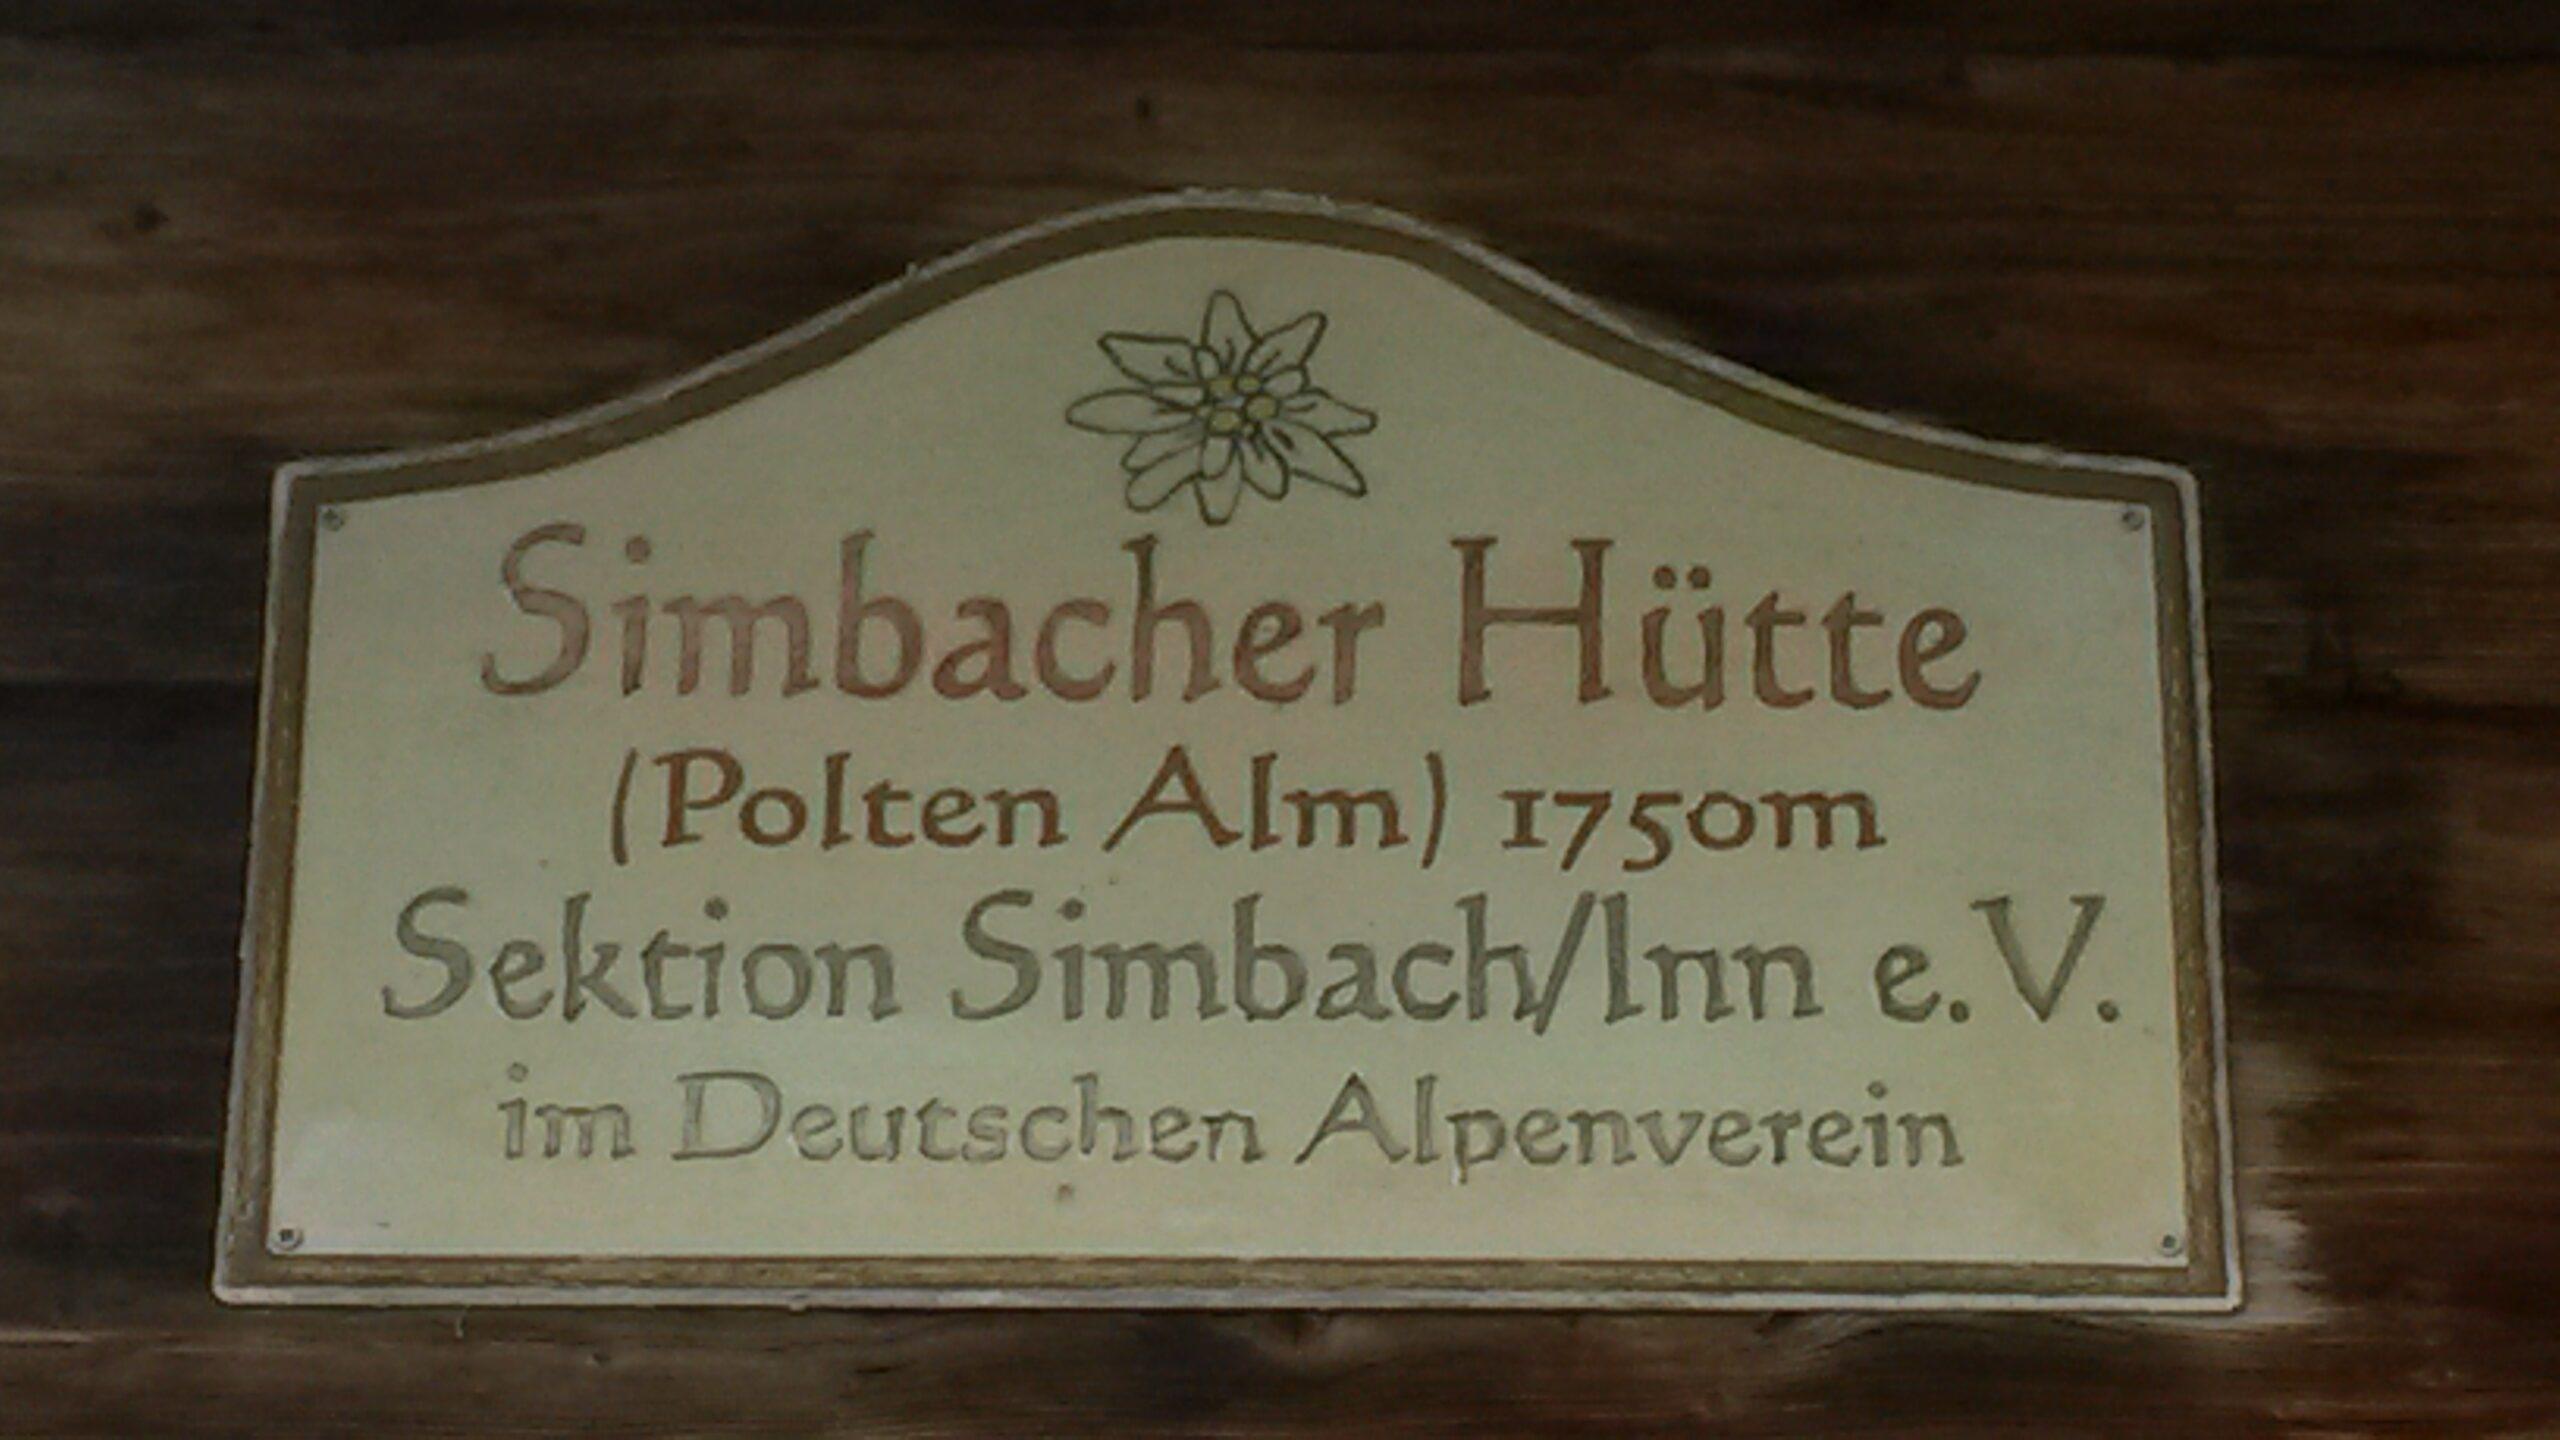 Simbacher Hütte
(Polten Alm) 1750m
Sektion Simbach/Inn e.V.
im Deutschen Alpenverein